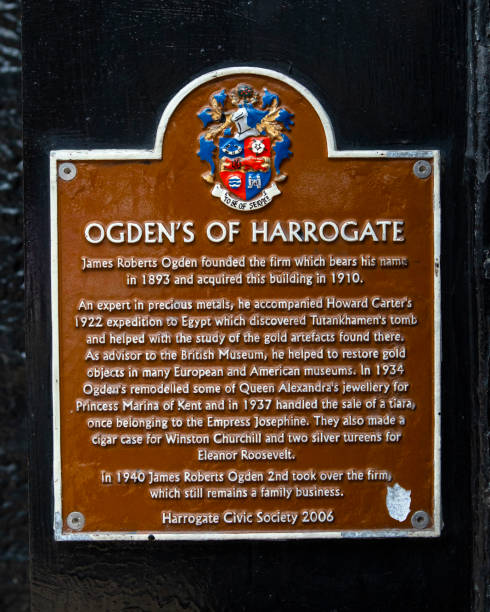 TO BE OF SERVICE
OGDEN'S OF HARROGATE
James Roberts Ogden founded the firm which bears his name
in 1893 and acquired this building in 1910.
An expert in precious metals, he accompanied Howard Carter's
1922 expedition to Egypt which discovered Tutankhamen's tomb
and helped with the study of the gold artefacts found there.
As advisor to the British Museum, he helped to restore gold
objects in many European and American museums. In 1934
Ogden's remodelled some of Queen Alexandra's jewellery for
Princess Marina of Kent and in 1937 handled the sale of a tiara,
once belonging to the Empress Josephine. They also made a
cigar case for Winston Churchill and two silver tureens for
Eleanor Roosevelt.
In 1940 James Roberts Ogden 2nd took over the firm,
which still remains a family business.
Harrogate Civic Society 2006